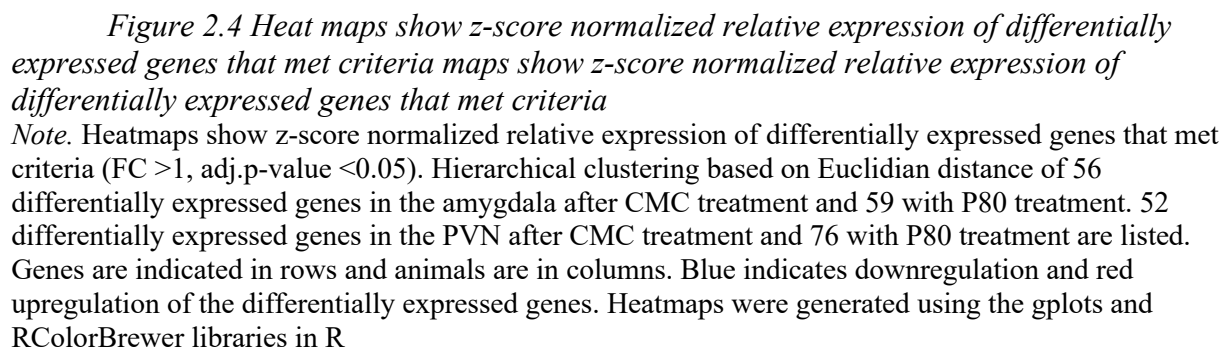 Figure 2.4 Heat maps show z-score normalized relative expression of differentially
expressed genes that met criteria maps show z-score normalized relative expression of
differentially expressed genes that met criteria
Note. Heatmaps show z-score normalized relative expression of differentially expressed genes that met
criteria (FC >1, adj.p-value <0.05). Hierarchical clustering based on Euclidian distance of 56
differentially expressed genes in the amygdala after CMC treatment and 59 with P80 treatment. 52
differentially expressed genes in the PVN after CMC treatment and 76 with P80 treatment are listed.
Genes are indicated in rows and animals are in columns. Blue indicates downregulation and red
upregulation of the differentially expressed genes. Heatmaps were generated using the gplots and
RColorBrewer libraries in R